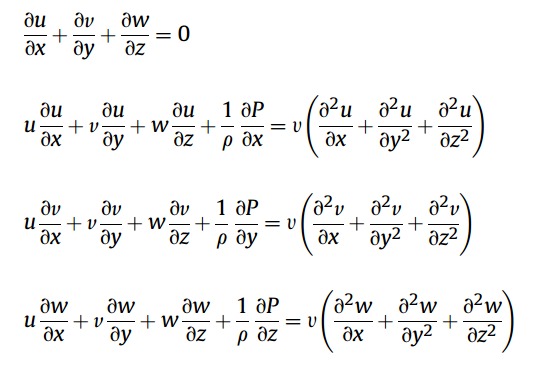 ∂u/∂x + ∂v/∂y + ∂w/∂z = 0
u ∂u/∂x + v ∂u/∂y + w ∂u/∂z + 1/ρ ∂P/∂x = υ (∂²u/∂x + ∂²u/∂y² + ∂²u/∂z²)
u ∂v/∂x + v ∂v/∂y + w ∂v/∂z + 1/ρ ∂P/∂y = υ (∂²v/∂x + ∂²v/∂y² + ∂²v/∂z²)
u ∂w/∂x + v ∂w/∂y + w ∂w/∂z + 1/ρ ∂P/∂z = υ (∂²w/∂x + ∂²w/∂y² + ∂²w/∂z²)